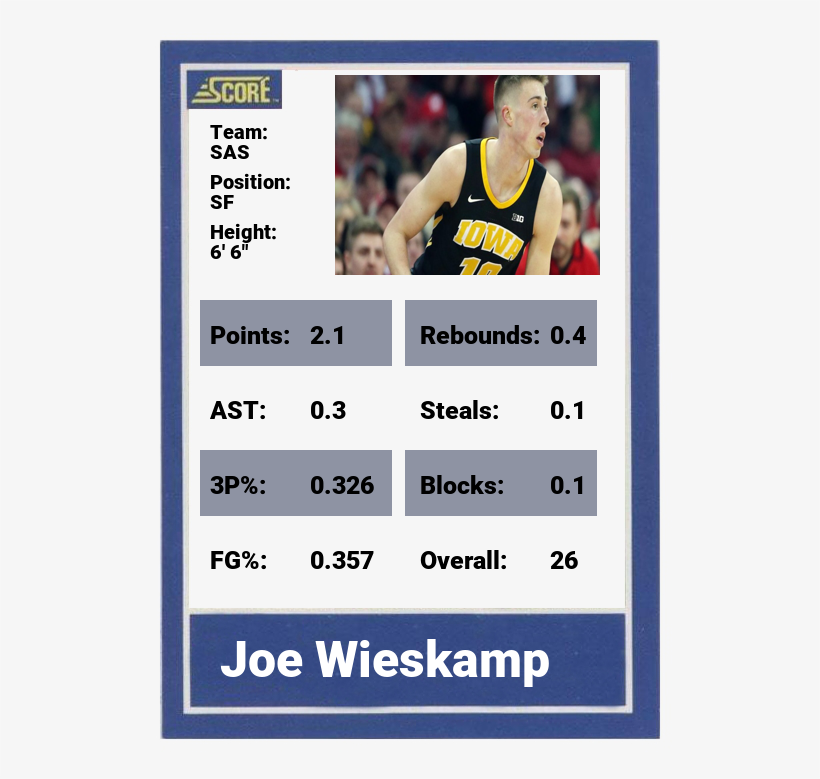 SCORE™
Team:
SAS
Position:
SF
Height:
6' 6"
IOWA
10
Points: 2.1 Rebounds: 0.4
AST: 0.3 Steals: 0.1
3P%: 0.326 Blocks: 0.1
FG%: 0.357 Overall: 26
Joe Wieskamp